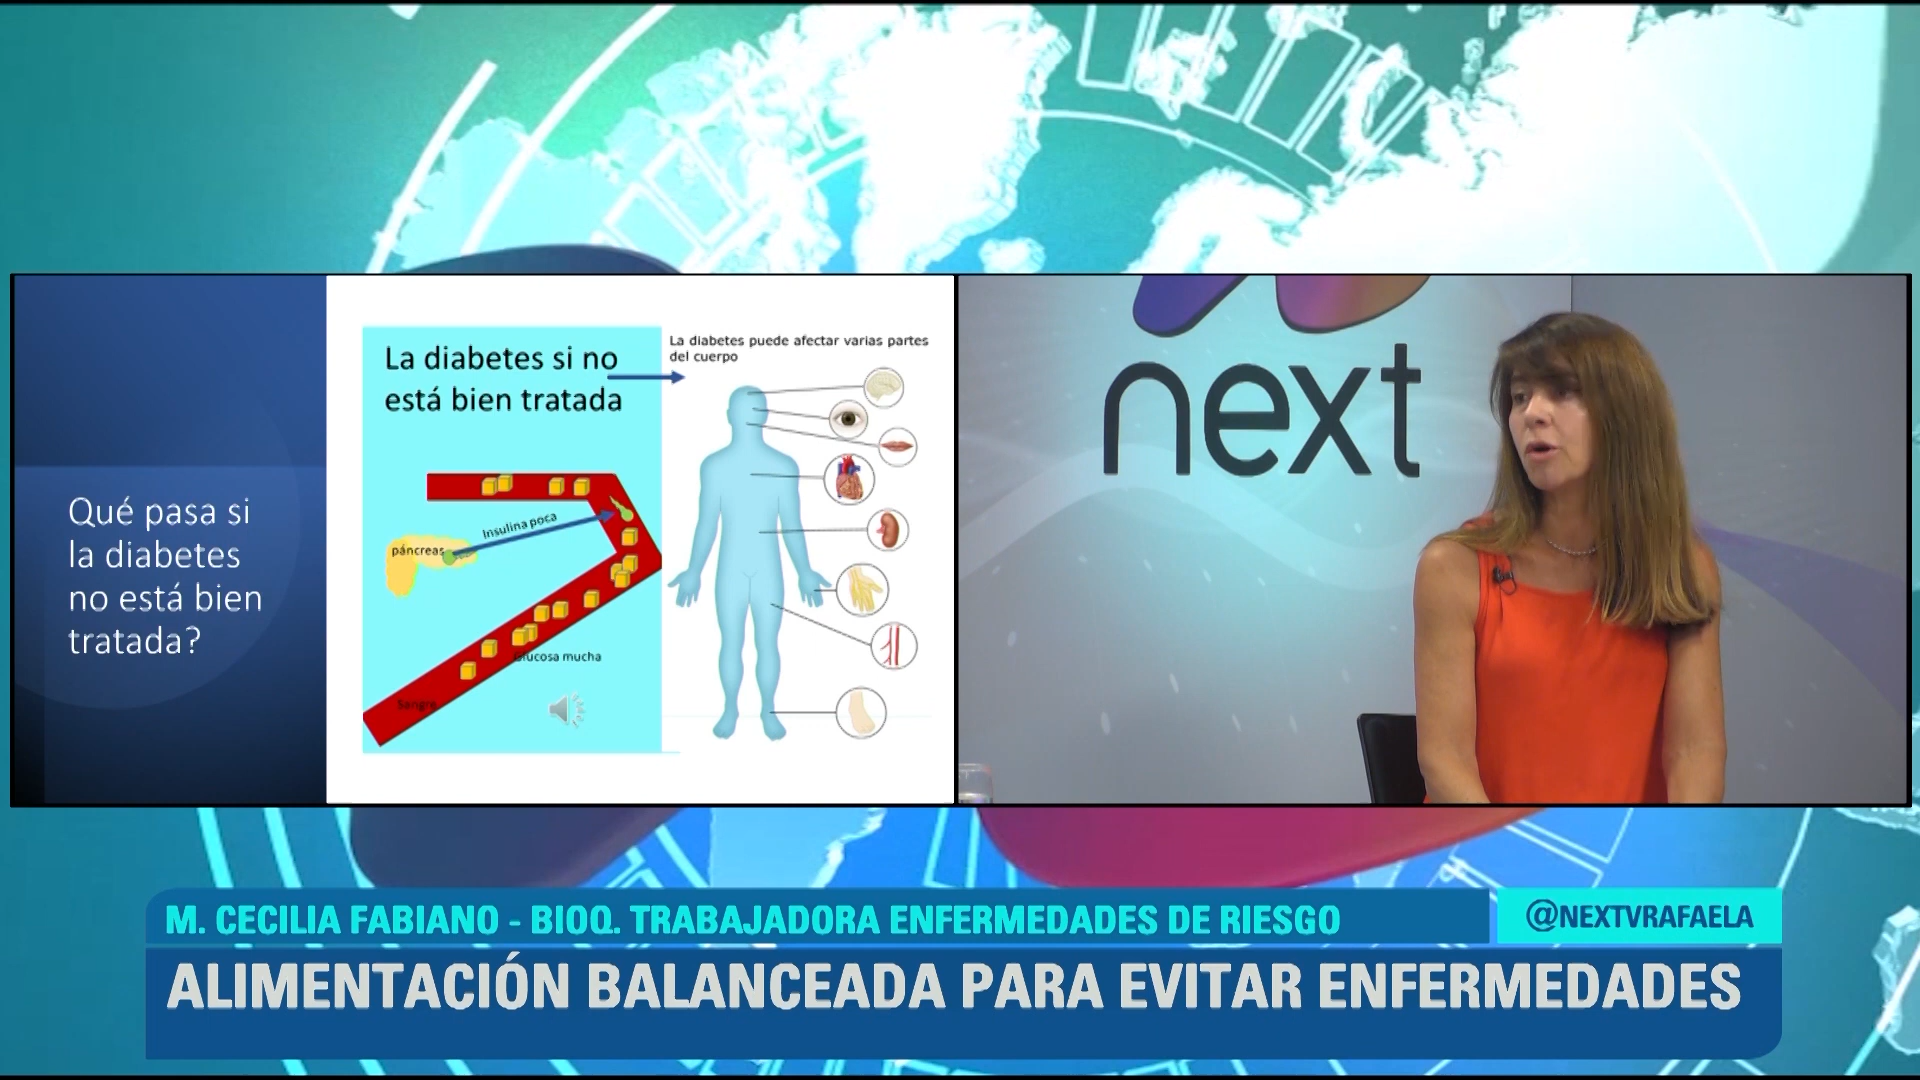 Qué pasa si
la diabetes
no está bien
tratada?
La diabetes si no
está bien tratada
Insulina poca
páncreas
glucosa mucha
Sangre
La diabetes puede afectar varias partes
del cuerpo
next
M. CECILIA FABIANO - BIOQ. TRABAJADORA ENFERMEDADES DE RIESGO
@NEXTVRAFAELA
ALIMENTACIÓN BALANCEADA PARA EVITAR ENFERMEDADES